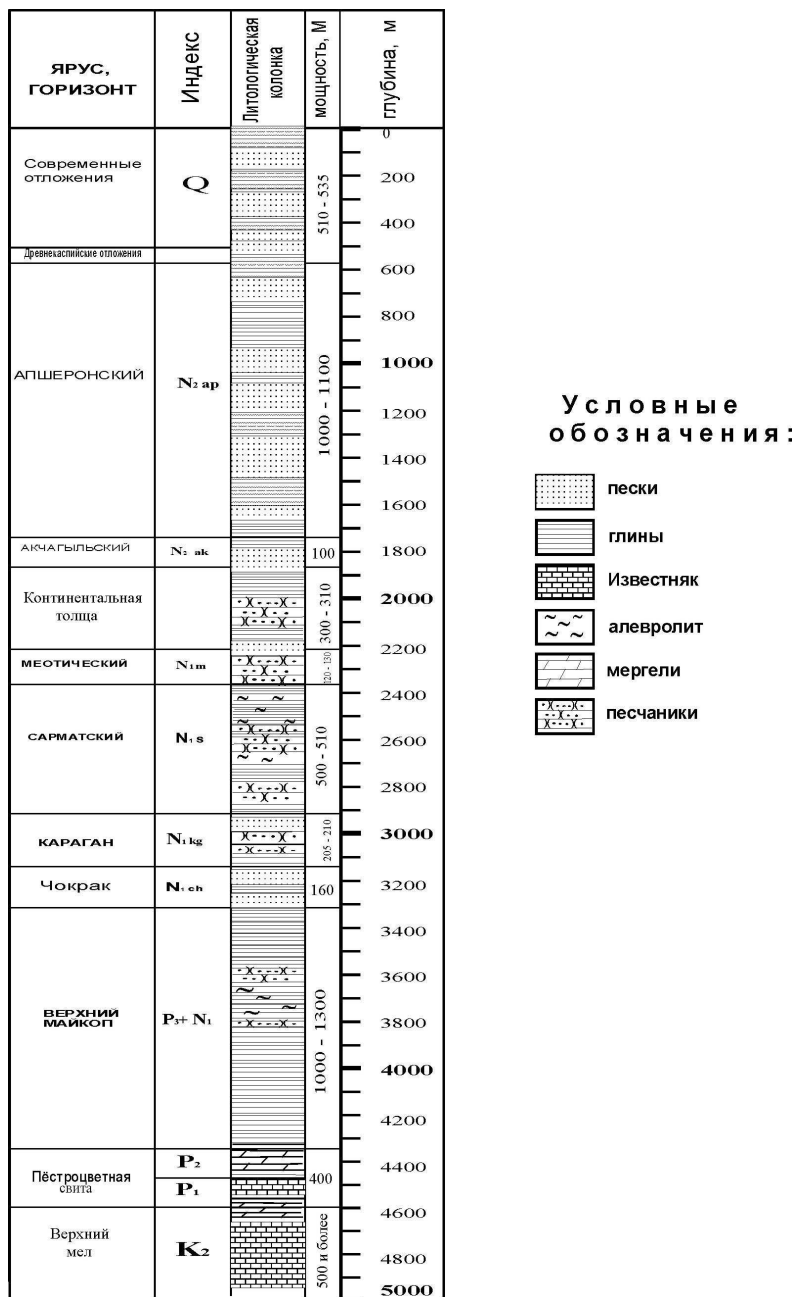 ЯРУС,
ГОРИЗОНТ
Индекс
Литологическая
колонка
мощность, М
глубина, м
Современные
отложения
Q
510 - 535
Древнекаспийские отложения
АПШЕРОНСКИЙ
N₂ ap
1000 - 1100
АКЧАГЫЛЬСКИЙ
N₂ ak
100
Континентальная
толща
300 - 310
МЕОТИЧЕСКИЙ
N₁ m
120 - 130
САРМАТСКИЙ
N₁ s
500 - 510
КАРАГАН
N₁ kg
205 - 210
Чокрак
N₁ ch
160
ВЕРХНИЙ
МАЙКОП
P₃+ N₁
1000 - 1300
Пёстроцветная
свита
P₂
P₁
400
Верхний
мел
K₂
500 и более
0
200
400
600
800
1000
1200
1400
1600
1800
2000
2200
2400
2600
2800
3000
3200
3400
3600
3800
4000
4200
4400
4600
4800
5000
Условные
обозначения:
пески
глины
Известняк
алевролит
мергели
песчаники